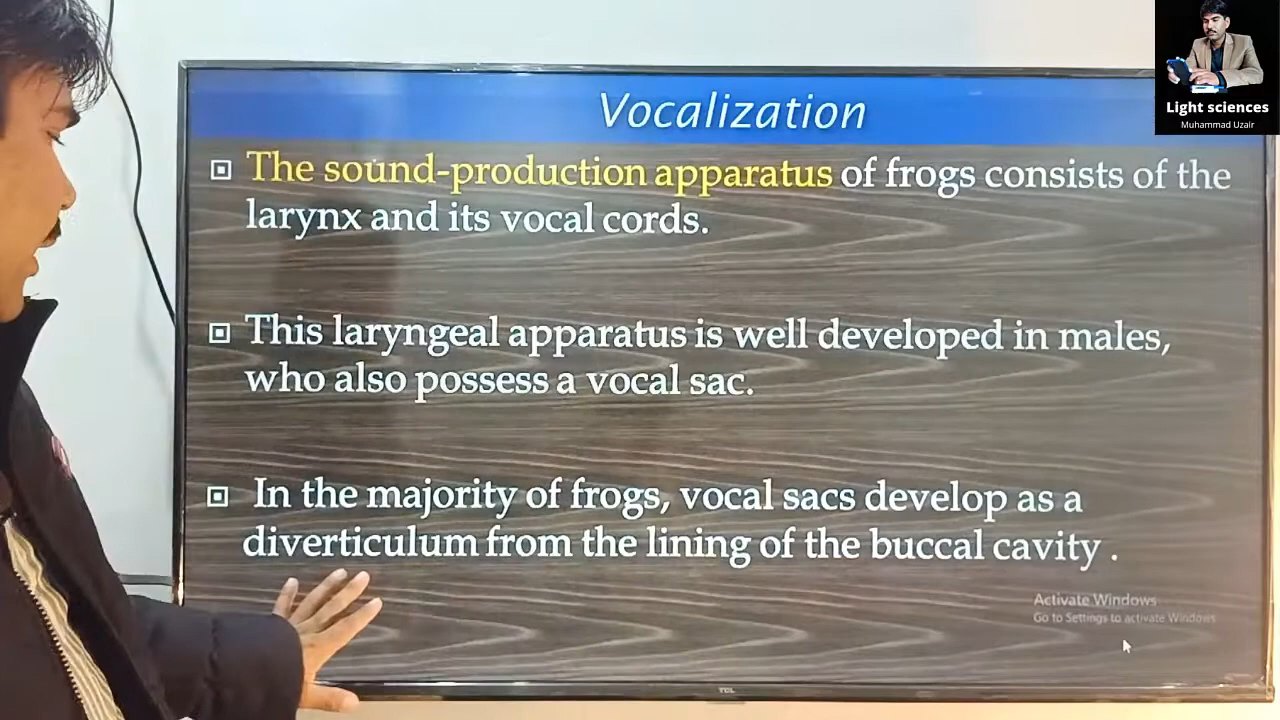 Light sciences
Muhammad Uzair
Vocalization
The sound-production apparatus of frogs consists of the
larynx and its vocal cords.
This laryngeal apparatus is well developed in males,
who also possess a vocal sac.
In the majority of frogs, vocal sacs develop as a
diverticulum from the lining of the buccal cavity .
Activate Windows
Go to Settings to activate Windows
TCL